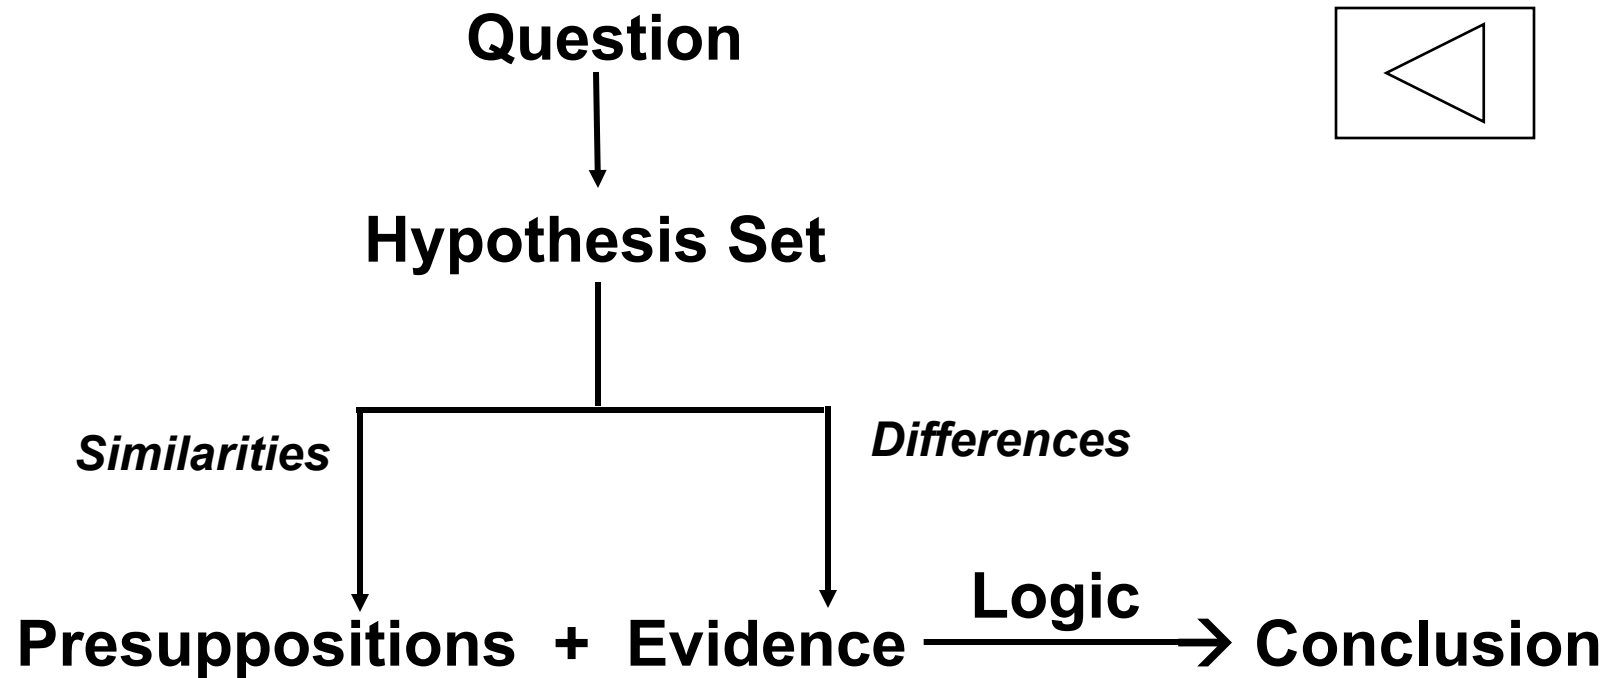 Question
Hypothesis Set
Similarities
Differences
Logic
Presuppositions + Evidence → Conclusion